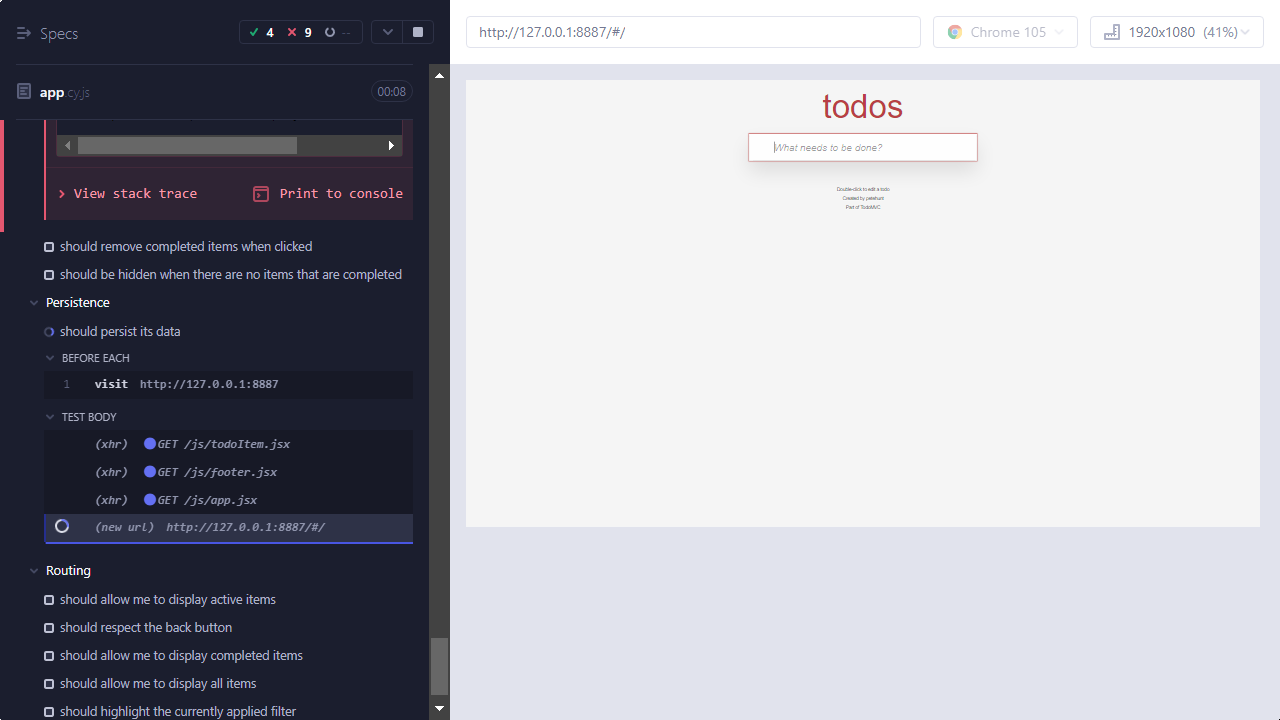 Specs
4 9 --
app.cy.js 00:08
View stack trace Print to console
should remove completed items when clicked
should be hidden when there are no items that are completed
Persistence
should persist its data
BEFORE EACH
1 visit http://127.0.0.1:8887
TEST BODY
(xhr) GET /js/todoItem.jsx
(xhr) GET /js/footer.jsx
(xhr) GET /js/app.jsx
(new url) http://127.0.0.1:8887/#/
Routing
should allow me to display active items
should respect the back button
should allow me to display completed items
should allow me to display all items
should highlight the currently applied filter
http://127.0.0.1:8887/#/
Chrome 105
1920x1080 (41%)
todos
What needs to be done?
Double-click to edit a todo
Created by petehunt
Part of TodoMVC